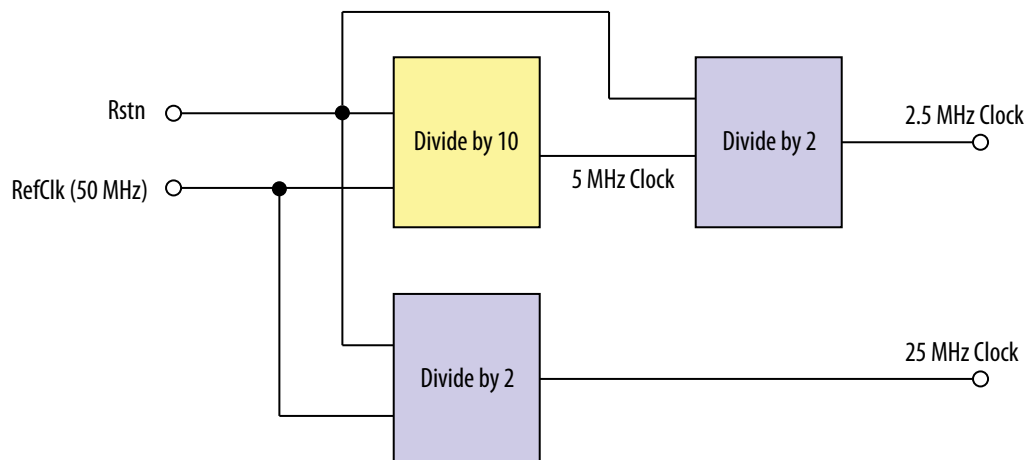 Rstn
RefClk (50 MHz)
Divide by 10
5 MHz Clock
Divide by 2
2.5 MHz Clock
Divide by 2
25 MHz Clock